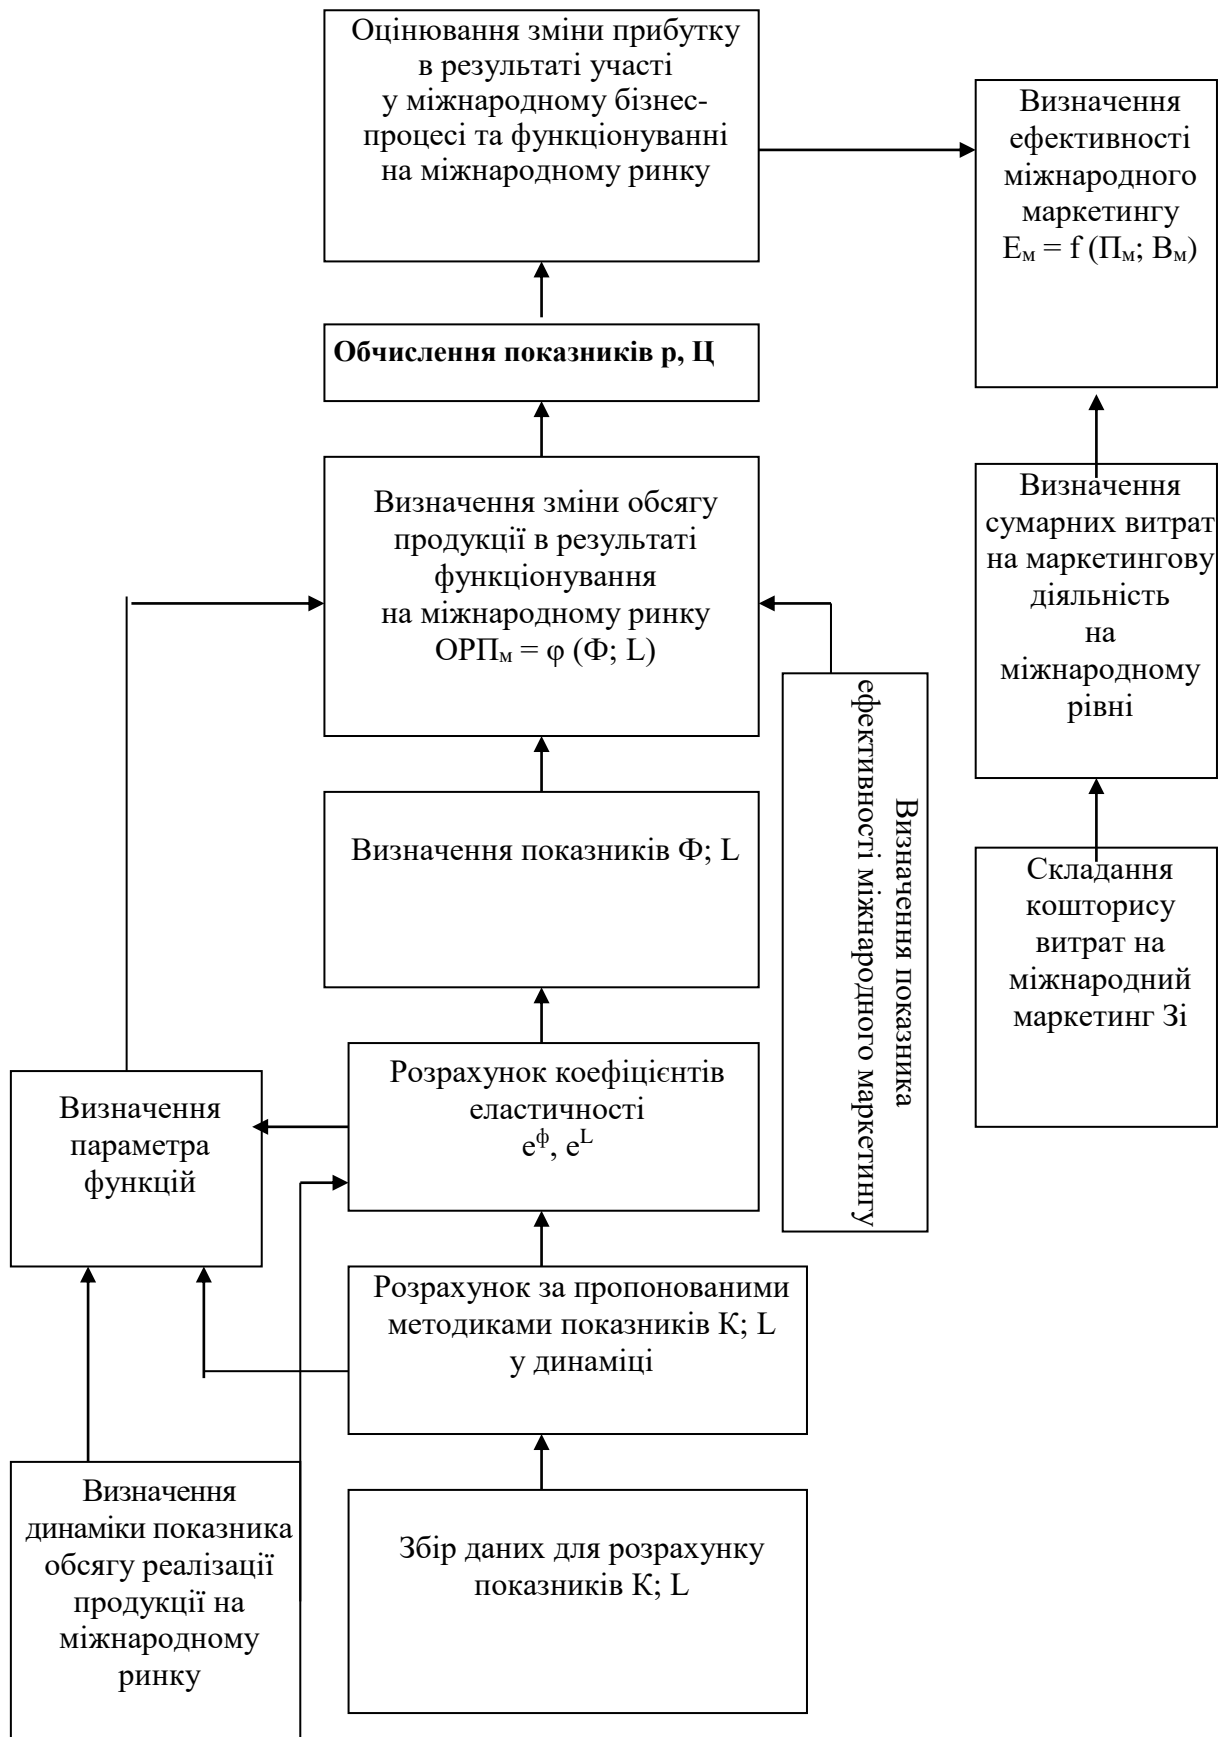 Оцінювання зміни прибутку
в результаті участі
у міжнародному бізнес-
процесі та функціонуванні
на міжнародному ринку
Визначення
ефективності
міжнародного
маркетингу
Eм = f (Пм; Вм)
Обчислення показників р, Ц
Визначення зміни обсягу
продукції в результаті
функціонування
на міжнародному ринку
ОРПм = φ (Ф; L)
Визначення
сумарних витрат
на маркетингову
діяльність
на
міжнародному
рівні
Визначення показника
ефективності міжнародного маркетингу
Визначення показників Ф; L
Складання
кошторису
витрат на
міжнародний
маркетинг Зі
Розрахунок коефіцієнтів
еластичності
eф, eL
Визначення
параметра
функцій
Розрахунок за пропонованими
методиками показників К; L
у динаміці
Визначення
динаміки показника
обсягу реалізації
продукції на
міжнародному
ринку
Збір даних для розрахунку
показників К; L